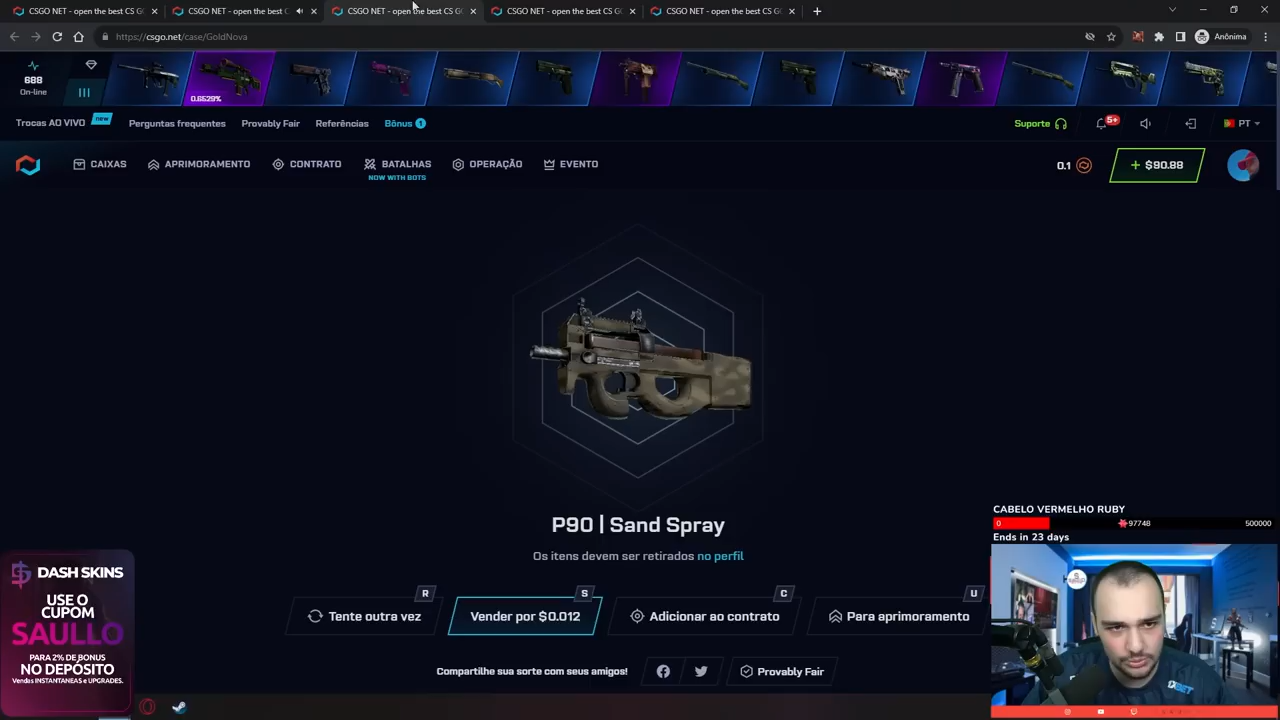 CSGO NET - open the best CS G
CSGO NET - open the best C
CSGO NET - open the best CS G
CSGO NET - open the best CS G
CSGO NET - open the best CS G
https://csgo.net/case/GoldNova
Anônima
688
On-line
0.6529%
Trocas AO VIVO new
Perguntas frequentes
Provably Fair
Referências
Bônus 1
Suporte
5+
PT
CAIXAS
APRIMORAMENTO
CONTRATO
BATALHAS
NOW WITH BOTS
OPERAÇÃO
EVENTO
0.1
+ $90.88
P90 | Sand Spray
Os itens devem ser retirados no perfil
R
Tente outra vez
S
Vender por $0.012
C
Adicionar ao contrato
U
Para aprimoramento
Compartilhe sua sorte com seus amigos!
Provably Fair
CABELO VERMELHO RUBY
0 97748 500000
Ends in 23 days
DASH SKINS
USE O
CUPOM
SAULLO
PARA 2% DE BONUS
NO DEPÓSITO
Vendas INSTANTANEAS e UPGRADES.
1XBET